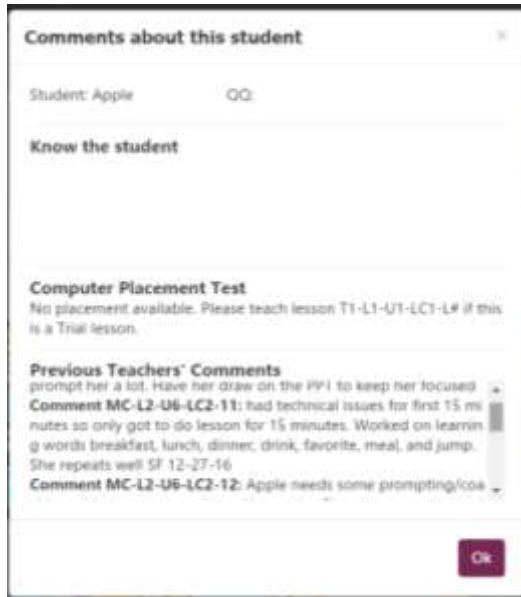 Comments about this student
×
Student: Apple QQ:
Know the student
Computer Placement Test
No placement available. Please teach lesson T1-L1-U1-LC1-L# if this
is a Trial lesson.
Previous Teachers' Comments
prompt her a lot. Have her draw on the PPT to keep her focused
Comment MC-L2-U6-LC2-11: had technical issues for first 15 mi
nutes so only got to do lesson for 15 minutes. Worked on learnin
g words breakfast, lunch, dinner, drink, favorite, meal, and jump.
She repeats well SF 12-27-16
Comment MC-L2-U6-LC2-12: Apple needs some prompting/coa
Ok